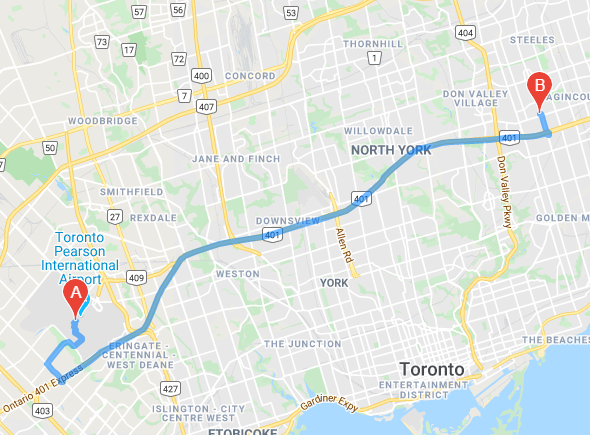 53
7
53
404
STEELES
73
72
THORNHILL
17
1
400
CONCORD
DON VALLEY
VILLAGE
B
AGINCOU
7
407
WOODBRIDGE
WILLOWDALE
401
50
NORTH YORK
JANE AND FINCH
SMITHFIELD
401
Don Valley Pkwy
27
REXDALE
DOWNSVIEW
GOLDEN M
401
Allen Rd
Toronto
Pearson
International
Airport
WESTON
409
YORK
A
THE JUNCTION
THE BEACHES
ERINGATE -
CENTENNIAL -
WEST DEANE
Toronto
Ontario 401 Express
427
ENTERTAINMENT
DISTRICT
403
Gardiner Expy
ISLINGTON - CITY
CENTRE WEST
ETOBICOKE